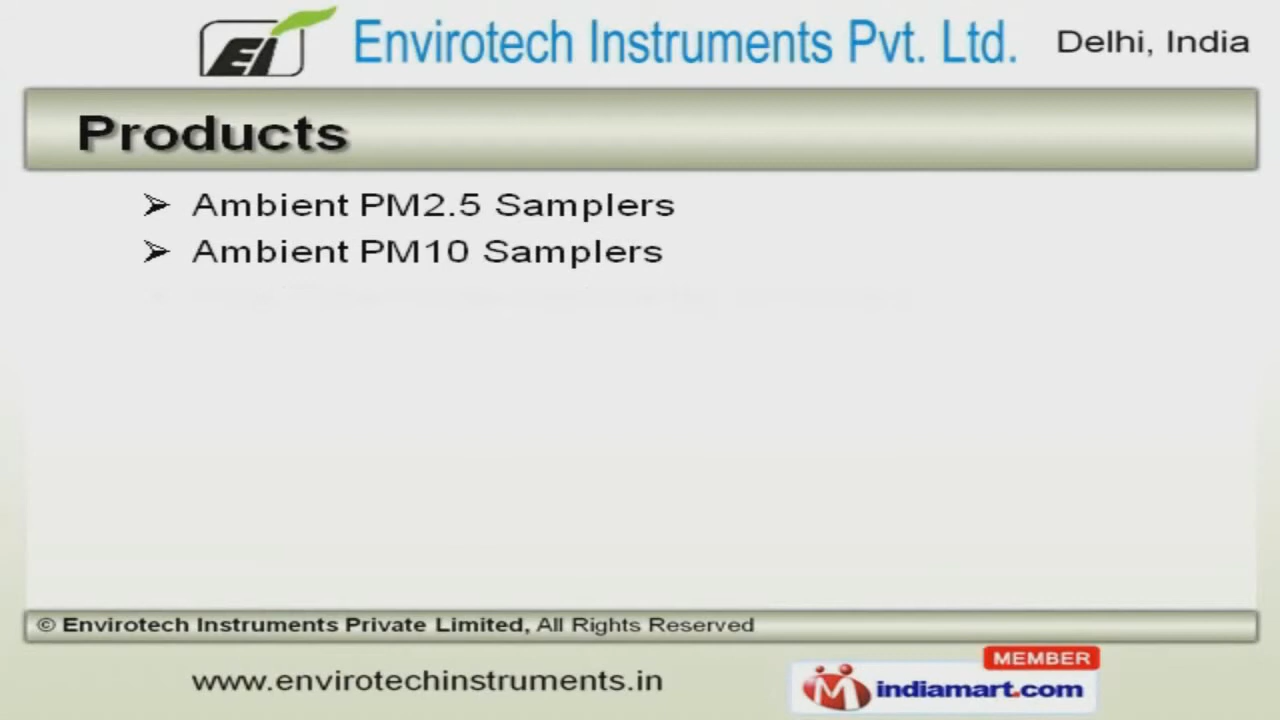 EI Envirotech Instruments Pvt. Ltd. Delhi, India
Products
➢ Ambient PM2.5 Samplers
➢ Ambient PM10 Samplers
© Envirotech Instruments Private Limited, All Rights Reserved
MEMBER
www.envirotechinstruments.in
indiamart.com